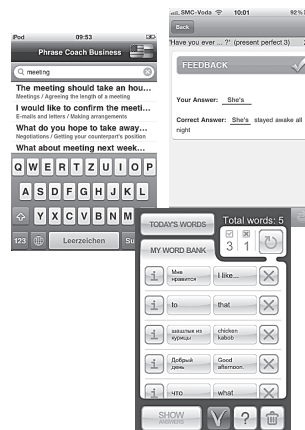 iPod 09:53
Phrase Coach Business
meeting
The meeting should take an hou...
Meetings / Agreeing the length of a meeting
I would like to confirm the meeti...
E-mails and letters / Making arrangements
What do you hope to take away...
Negotiations / Getting your counterpart's position
What about meeting next week...
Q W E R T Z U I O P
A S D F G H J K L
Y X C V B N M
123 Leerzeichen Su
SMC-Voda 10:01
Back
'Have you ever ... ?' (present perfect 3)
FEEDBACK
Your Answer: She's
Correct Answer: She's stayed awake all
night
TODAY'S WORDS
Total words: 5
3 1
MY WORD BANK
i Мне нравится I like... X
i to that X
i шашлык из курицы chicken kabob X
i Добрый день Good afternoon. X
i что what X
SHOW
ANSWERS
?